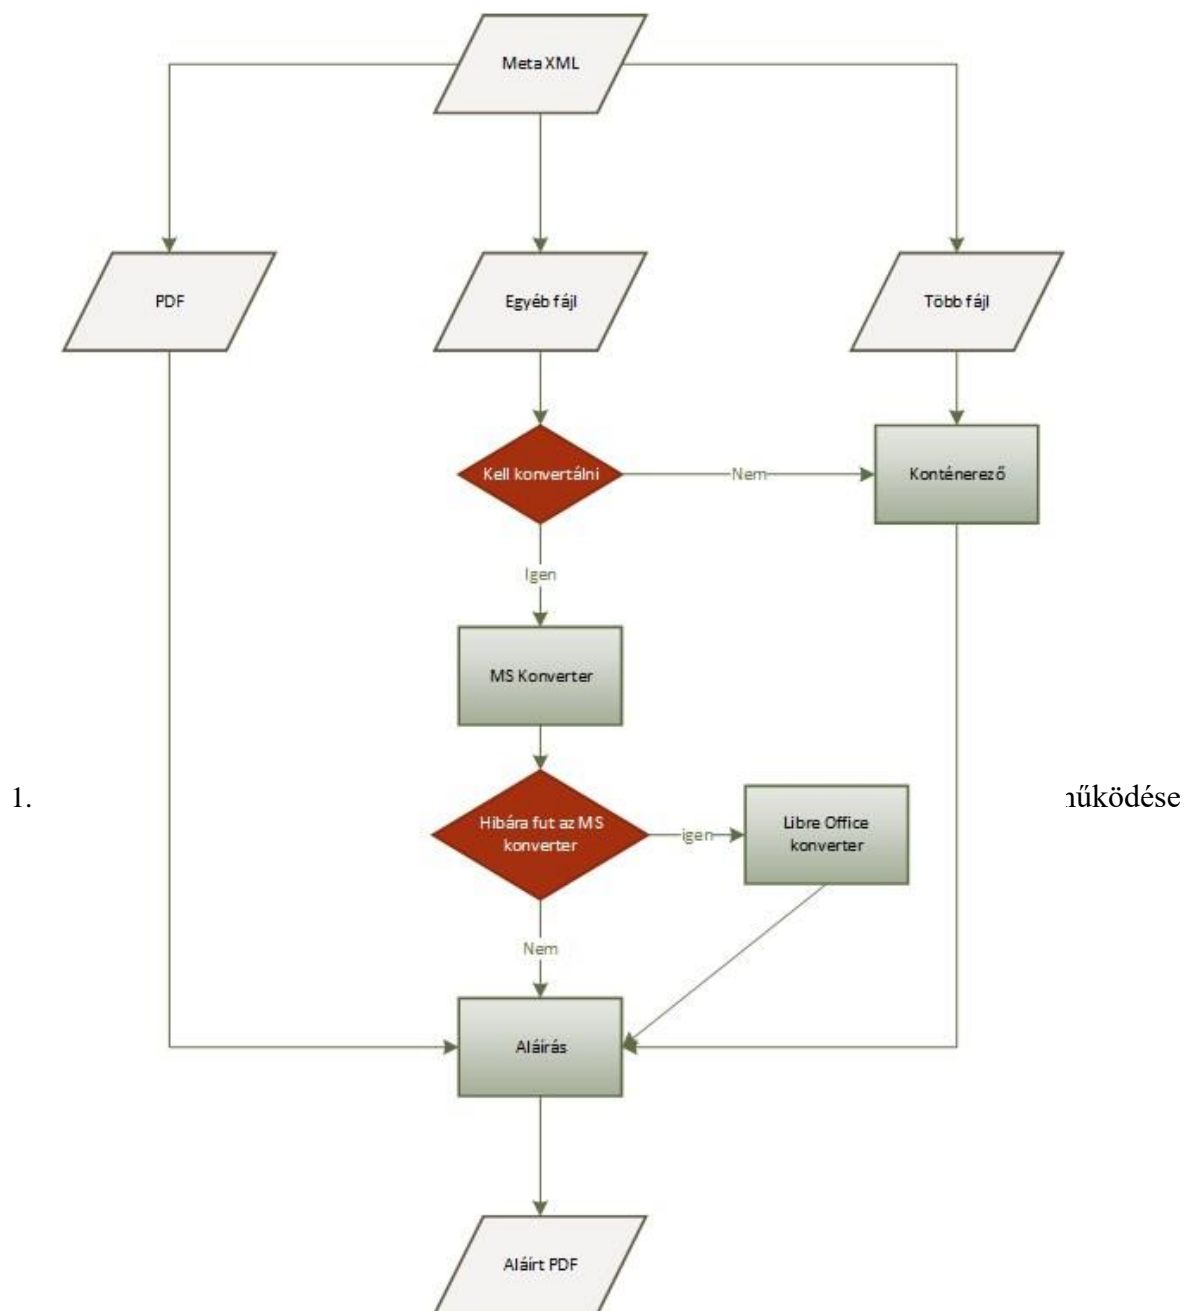 Meta XML
PDF
Egyéb fájl
Több fájl
Kell konvertálni
Nem
Konténerező
Igen
MS Konverter
1.
Hibára fut az MS
konverter
igen
Libre Office
konverter
Nem
Aláírás
Aláírt PDF